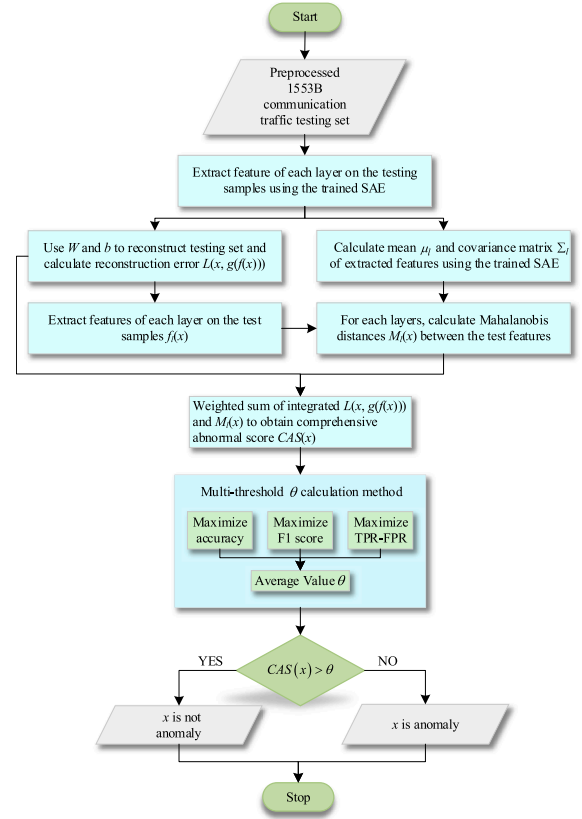 Start
Preprocessed
1553B
communication
traffic testing set
Extract feature of each layer on the testing
samples using the trained SAE
Use W and b to reconstruct testing set and
calculate reconstruction error L(x, g(f(x)))
Calculate mean μ_l and covariance matrix Σ_l
of extracted features using the trained SAE
Extract features of each layer on the test
samples f_l(x)
For each layers, calculate Mahalanobis
distances M_l(x) between the test features
Weighted sum of integrated L(x, g(f(x)))
and M_l(x) to obtain comprehensive
abnormal score CAS(x)
Multi-threshold θ calculation method
Maximize
accuracy
Maximize
F1 score
Maximize
TPR-FPR
Average Value θ
YES
CAS(x) > θ
NO
x is not
anomaly
x is anomaly
Stop